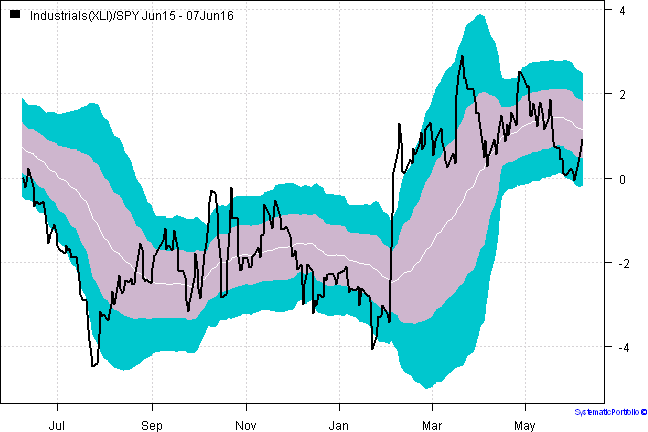 Industrials(XLI)/SPY Jun15 - 07Jun16
4
2
0
-2
-4
Jul Sep Nov Jan Mar May
SystematicPortfolio ©